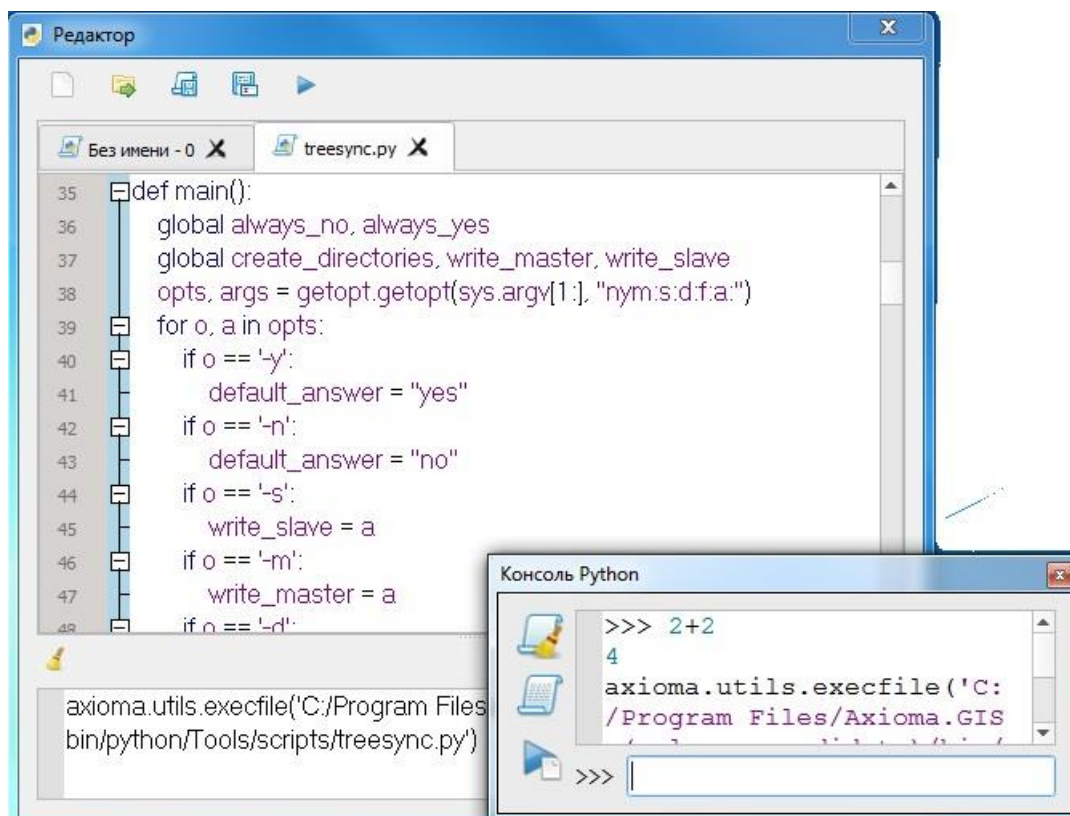 Редактор
Без имени - 0
treesync.py
35 def main():
36 global always_no, always_yes
37 global create_directories, write_master, write_slave
38 opts, args = getopt.getopt(sys.argv[1:], "nym:s:d:f:a:")
39 for o, a in opts:
40 if o == '-y':
41 default_answer = "yes"
42 if o == '-n':
43 default_answer = "no"
44 if o == '-s':
45 write_slave = a
46 if o == '-m':
47 write_master = a
48 if o == '-d':
axioma.utils.execfile('C:/Program Files
bin/python/Tools/scripts/treesync.py')
Консоль Python
>>> 2+2
4
axioma.utils.execfile('C:
/Program Files/Axioma.GIS
>>>